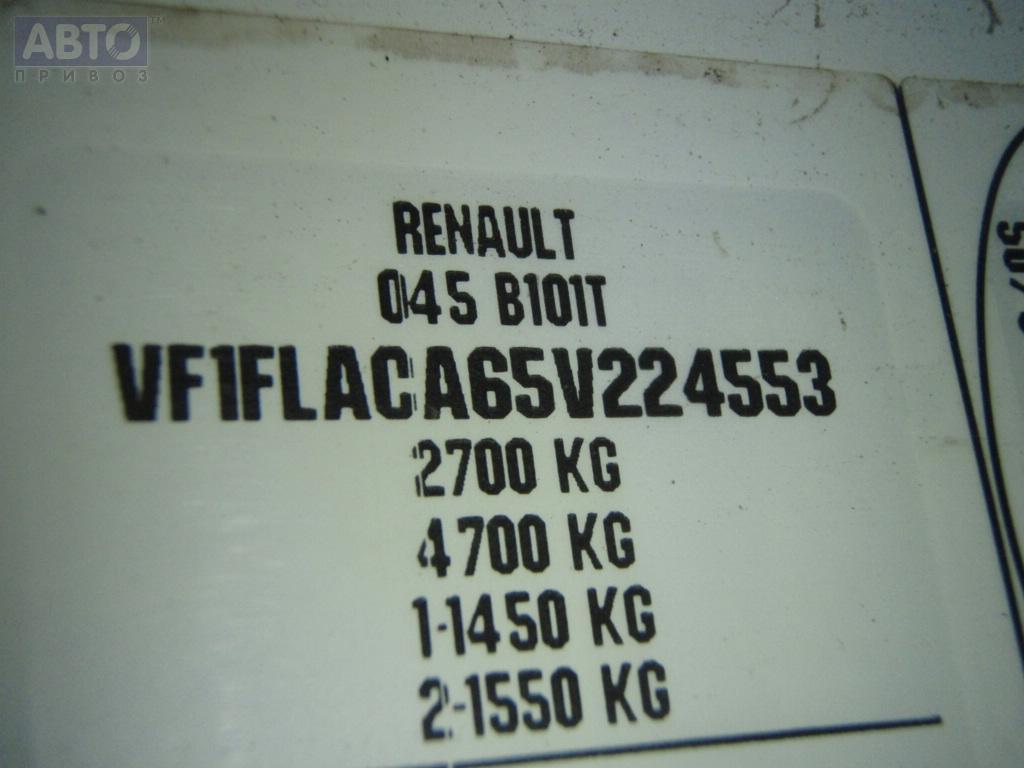 АВТО
ПРИВОЗ
RENAULT
045 B101T
VF1FLACA65V224553
2700 KG
4700 KG
1-1450 KG
2-1550 KG